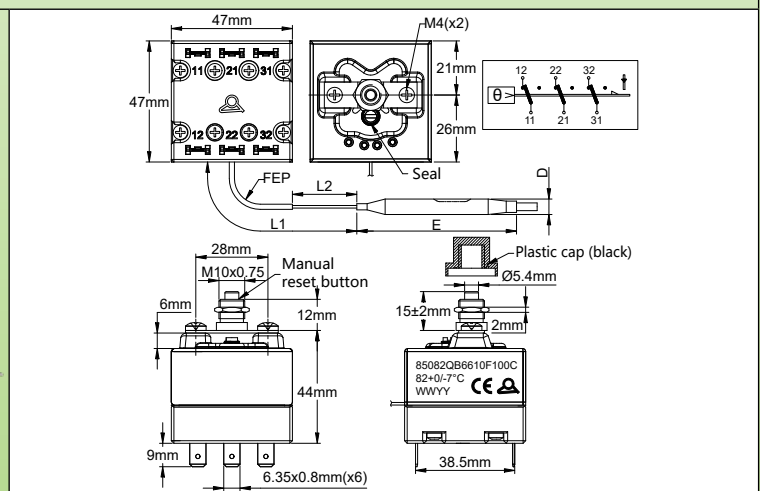 47mm
47mm
11 21 31
12 22 32
M4(x2)
21mm
26mm
Seal
12 22 32
θ
11 21 31
FEP
L2
L1
E
D
28mm
M10x0.75
Manual
reset button
6mm
12mm
44mm
9mm
6.35x0.8mm(x6)
Plastic cap (black)
Ø5.4mm
15±2mm
2mm
85082QB6610F100C
82+0/-7°C
WWYY
CE
38.5mm